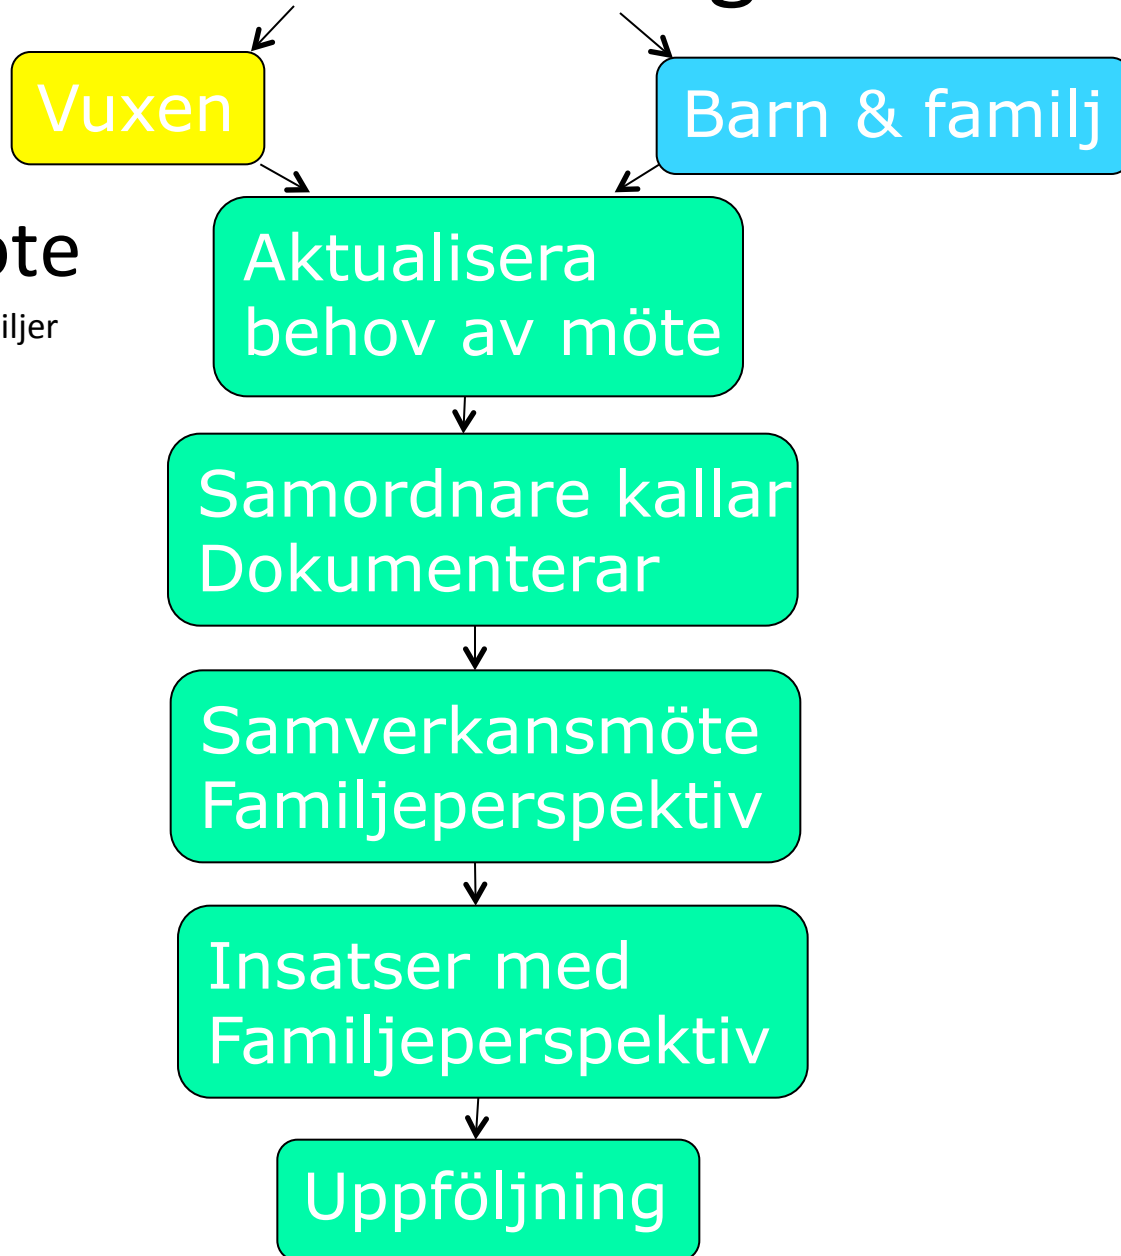 Vuxen
Barn & familj
Aktualisera
behov av möte
Samordnare kallar
Dokumenterar
Samverkansmöte
Familjeperspektiv
Insatser med
Familjeperspektiv
Uppföljning